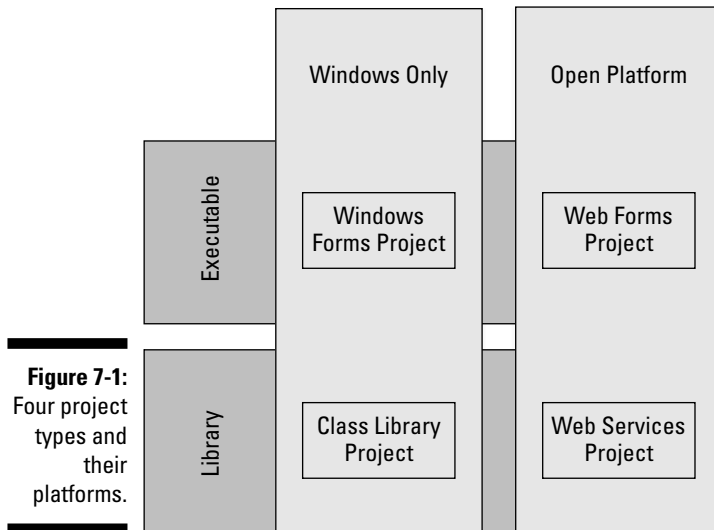 Windows Only
Open Platform
Executable
Windows
Forms Project
Web Forms
Project
Library
Class Library
Project
Web Services
Project
Figure 7-1:
Four project
types and
their
platforms.